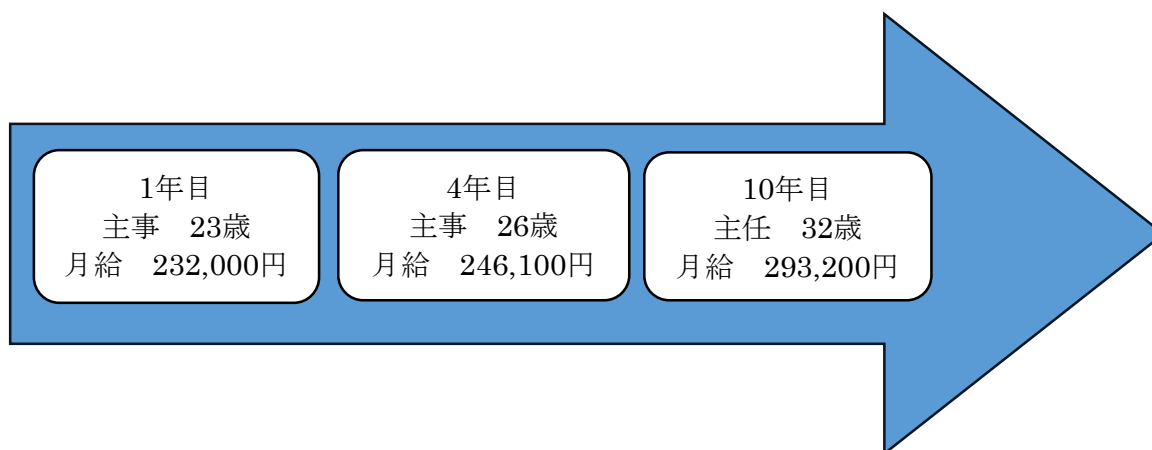 1年目
主事　23歳
月給　232,000円
4年目
主事　26歳
月給　246,100円
10年目
主任　32歳
月給　293,200円